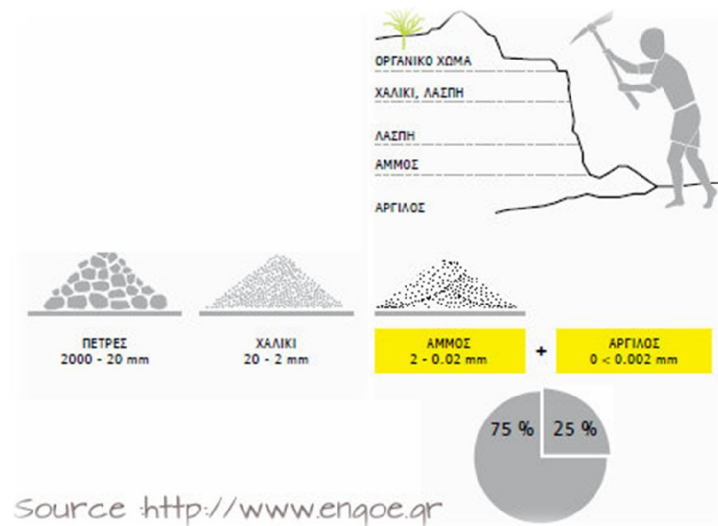 ΟΡΓΑΝΙΚΟ ΧΩΜΑ
ΧΑΛΙΚΙ, ΛΑΣΠΗ
ΛΑΣΠΗ
ΑΜΜΟΣ
ΑΡΓΙΛΟΣ
ΠΕΤΡΕΣ
2000 - 20 mm
ΧΑΛΙΚΙ
20 - 2 mm
ΑΜΜΟΣ
2 - 0.02 mm
+
ΑΡΓΙΛΟΣ
0 < 0.002 mm
75 %
25 %
Source :http://www.engoe.gr